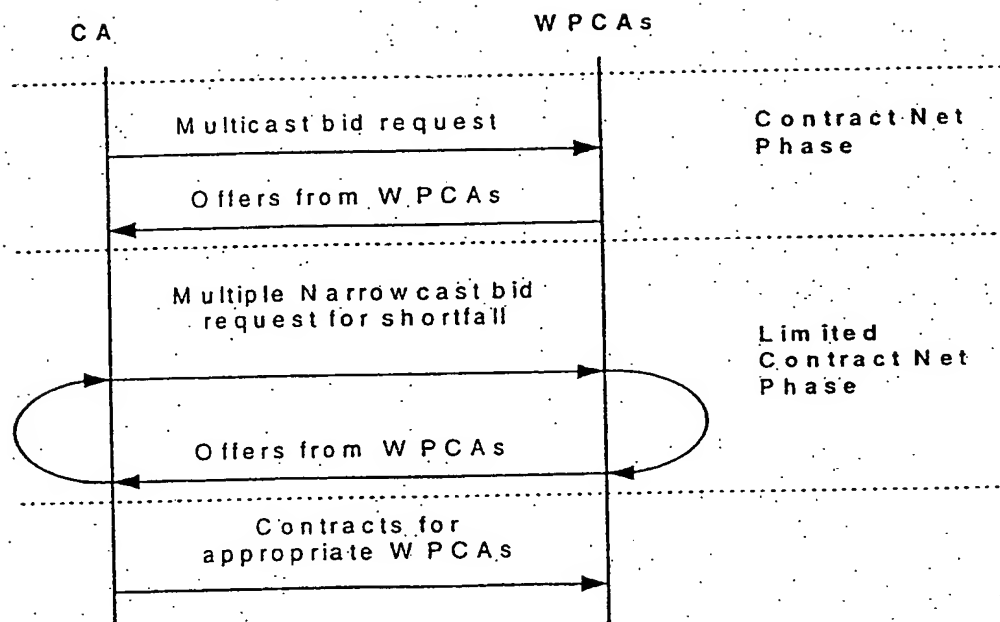 CA
WPCAs
Multicast bid request
Contract Net
Phase
Offers from WPCAs
Multiple Narrowcast bid
request for shortfall
Limited
Contract Net
Phase
Offers from WPCAs
Contracts for
appropriate WPCAs